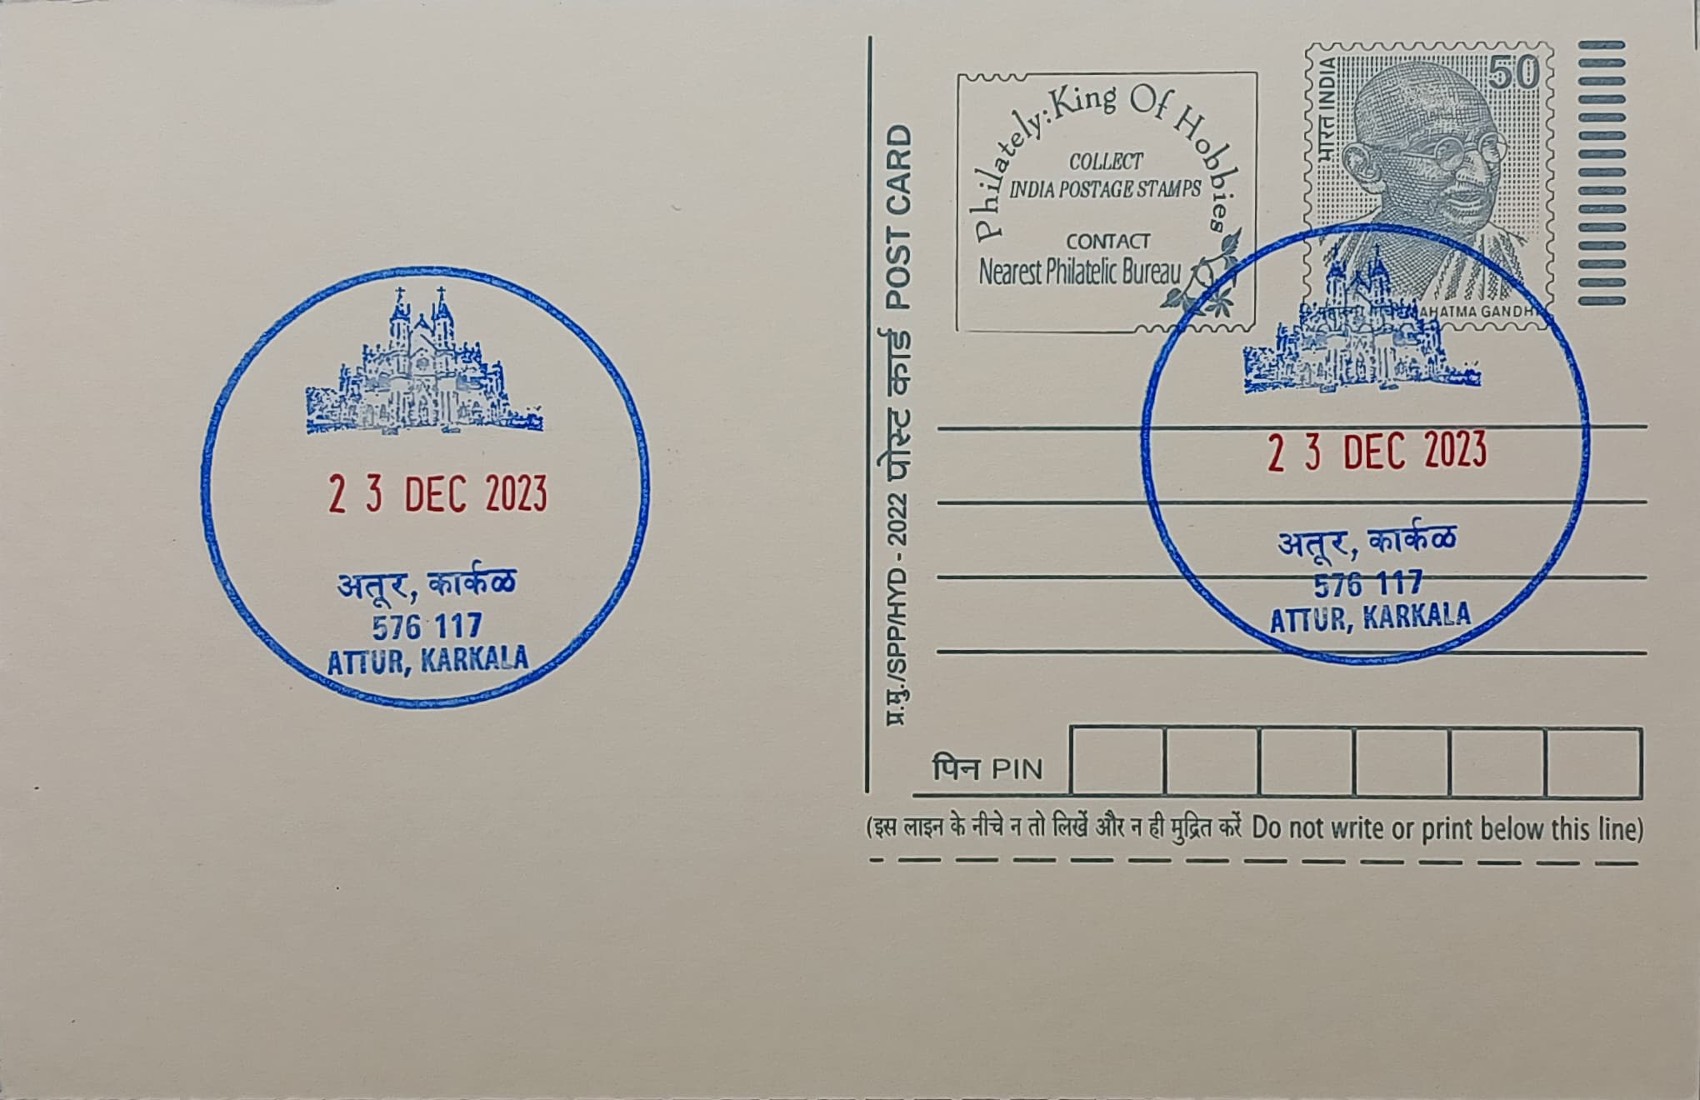 2 3 DEC 2023
अतूर, कार्कळ
576 117
ATTUR, KARKALA
प्र.मु./SPP/HYD - 2022 पोस्ट कार्ड POST CARD
Philately: King Of Hobbies
COLLECT
INDIA POSTAGE STAMPS
CONTACT
Nearest Philatelic Bureau
भारत INDIA
50
MAHATMA GANDHI
2 3 DEC 2023
अतूर, कार्कळ
576 117
ATTUR, KARKALA
पिन PIN
(इस लाइन के नीचे न तो लिखें और न ही मुद्रित करें Do not write or print below this line)